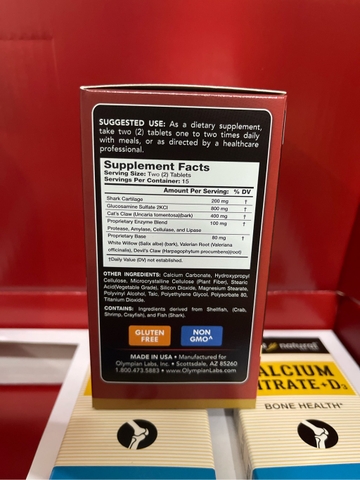 SUGGESTED USE: As a dietary supplement,
take two (2) tablets one to two times daily
with meals, or as directed by a healthcare
professional.
Supplement Facts
Serving Size: Two (2) Tablets
Servings Per Container: 15
Amount Per Serving: % DV
Shark Cartilage 200 mg †
Glucosamine Sulfate 2KCl 800 mg †
Cat's Claw (Uncaria tomentosa)(bark) 400 mg †
Proprietary Enzyme Blend 100 mg †
Protease, Amylase, Cellulase, and Lipase
Proprietary Base 80 mg †
White Willow (Salix albe) (bark), Valerian Root (Valeriana
officinalis), Devil's Claw (Harpagophytum procumbens)(root)
†Daily Value (DV) not established.
OTHER INGREDIENTS: Calcium Carbonate, Hydroxypropyl
Cellulose, Microcrystalline Cellulose (Plant Fiber), Stearic
Acid(Vegetable Grade), Silicon Dioxide, Magnesium Stearate,
Polyvinyl Alcohol, Talc, Polyethylene Glycol, Polysorbate 80,
Titanium Dioxide.
CONTAINS: Ingredients derived from Shellfish, (Crab,
Shrimp, Crayfish), and Fish (Shark).
GLUTEN
FREE
NON
GMO^
MADE IN USA • Manufactured for
Olympian Labs, Inc. • Scottsdale, AZ 85260
1.800.473.5883 • OlympianLabs.com
natural
ALCIUM
ITRATE+D3
BONE HEALTH